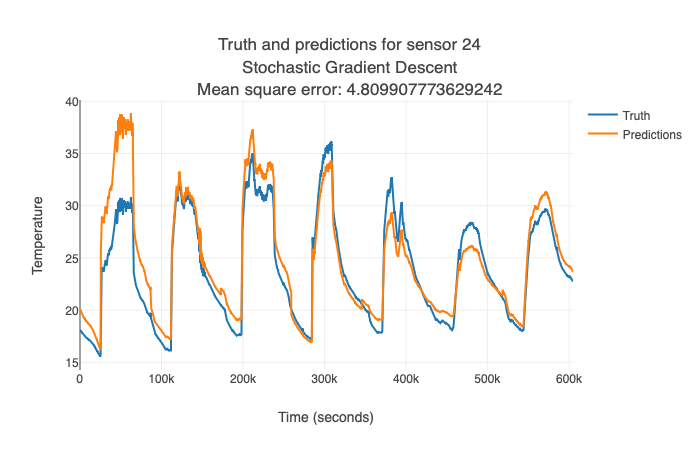 Truth and predictions for sensor 24
Stochastic Gradient Descent
Mean square error: 4.809907773629242
Truth
Predictions
Temperature
40
35
30
25
20
15
0 100k 200k 300k 400k 500k 600k
Time (seconds)